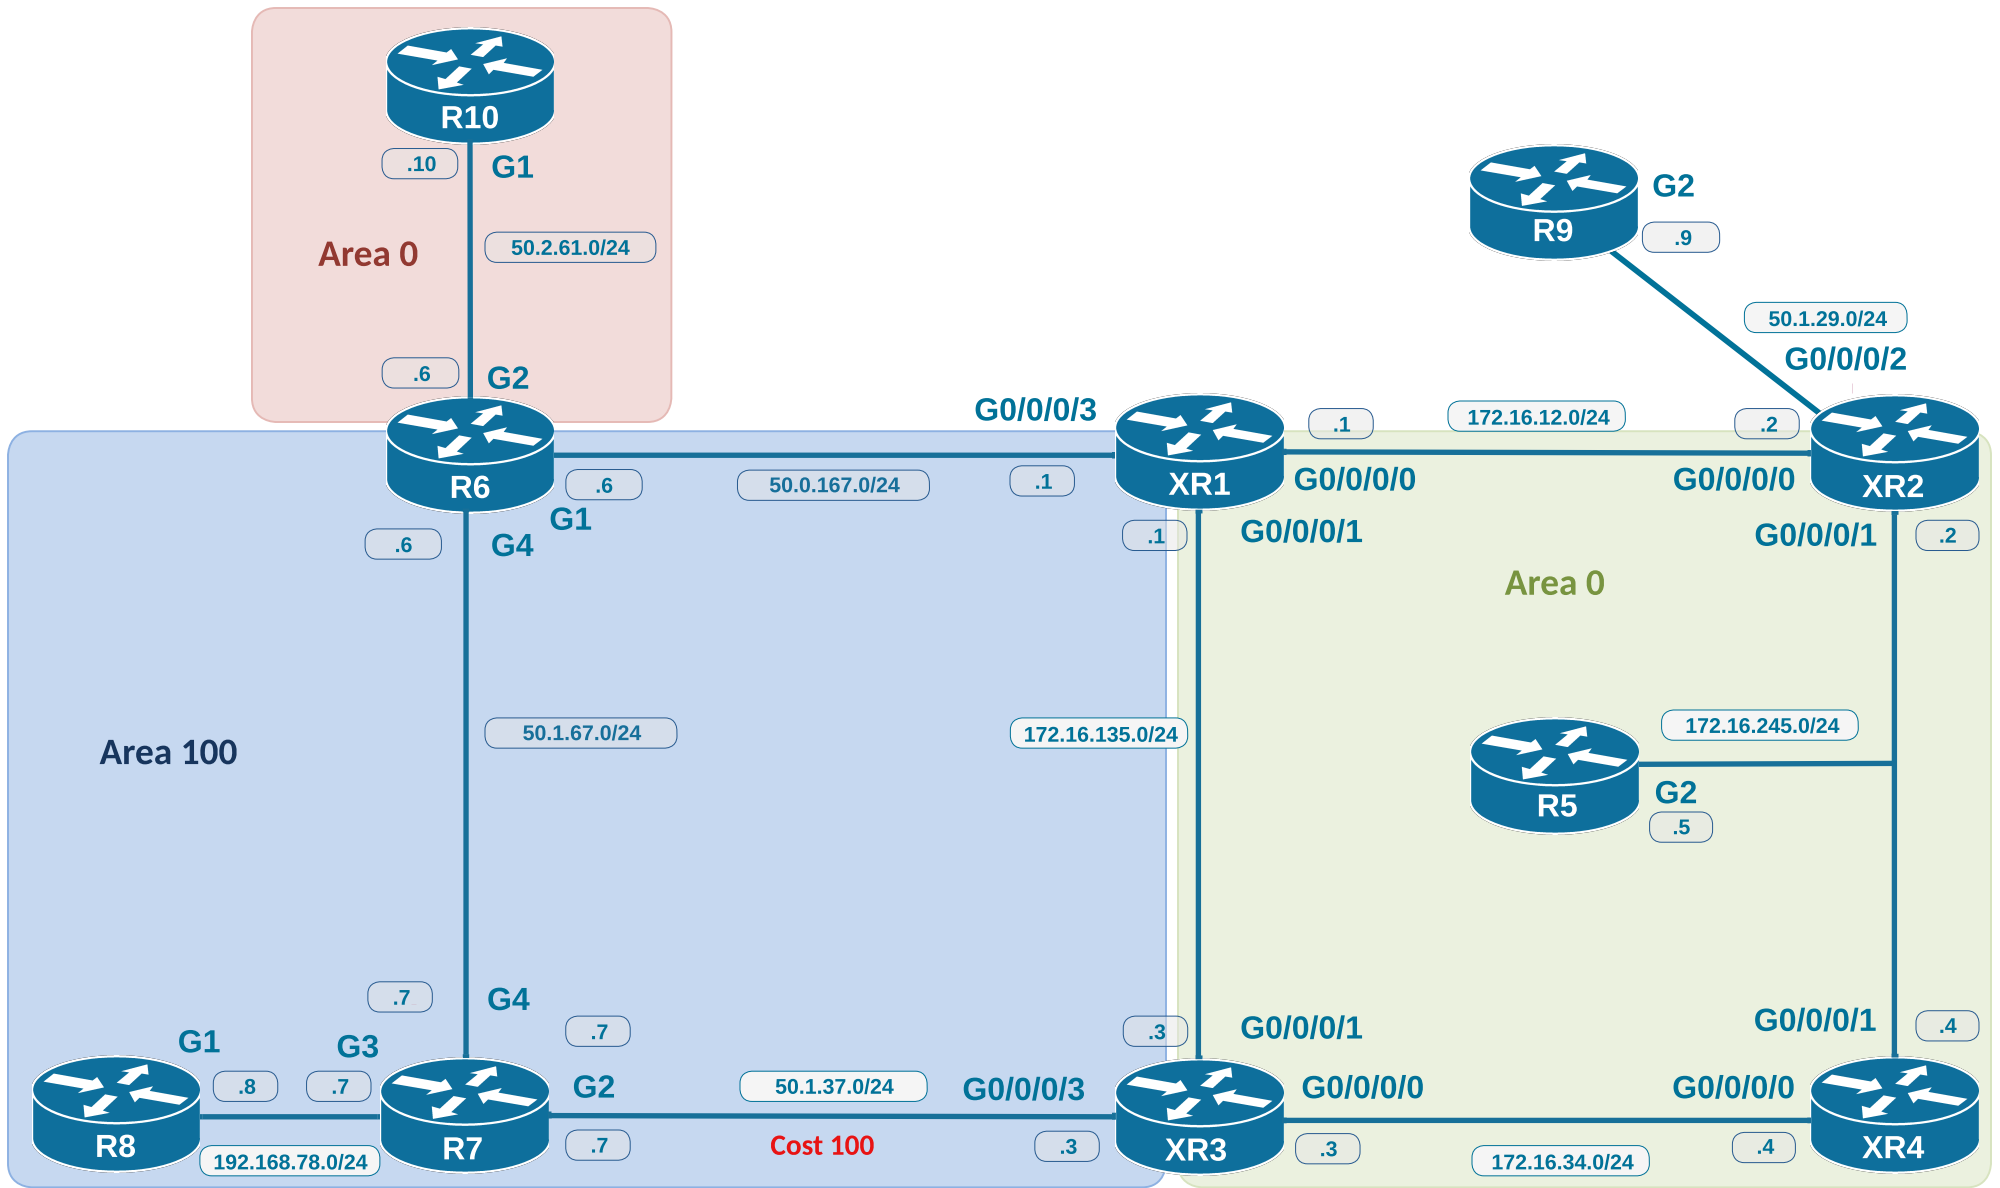 R10
.10
G1
Area 0
50.2.61.0/24
.6
G2
R6
.6
G1
.6
G4
50.0.167.0/24
G0/0/0/3
.1
XR1
.1
172.16.12.0/24
.2
G0/0/0/0
G0/0/0/0
XR2
R9
G2
.9
50.1.29.0/24
G0/0/0/2
.1
G0/0/0/1
G0/0/0/1
.2
Area 0
Area 100
50.1.67.0/24
172.16.135.0/24
172.16.245.0/24
R5
G2
.5
.7
G4
.7
.3
G0/0/0/1
G0/0/0/1
.4
G1
G3
.8
.7
R8
192.168.78.0/24
R7
G2
.7
50.1.37.0/24
Cost 100
G0/0/0/3
.3
XR3
G0/0/0/0
.3
172.16.34.0/24
G0/0/0/0
.4
XR4